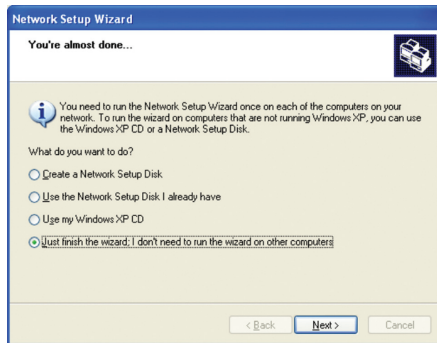 Network Setup Wizard
You're almost done...
You need to run the Network Setup Wizard once on each of the computers on your
network. To run the wizard on computers that are not running Windows XP, you can use
the Windows XP CD or a Network Setup Disk.
What do you want to do?
Create a Network Setup Disk
Use the Network Setup Disk I already have
Use my Windows XP CD
Just finish the wizard; I don't need to run the wizard on other computers
< Back
Next >
Cancel